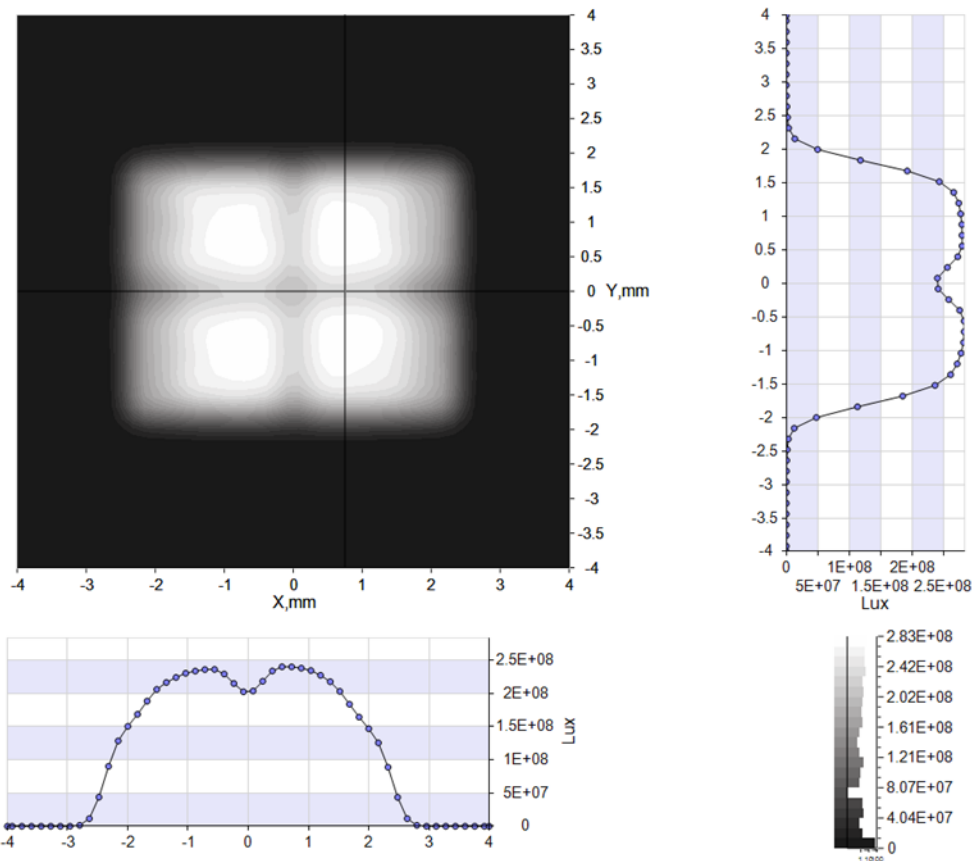 4
3.5
3
2.5
2
1.5
1
0.5
0 Y,mm
-0.5
-1
-1.5
-2
-2.5
-3
-3.5
-4
-4 -3 -2 -1 0 1 2 3 4
X,mm
4
3.5
3
2.5
2
1.5
1
0.5
0
-0.5
-1
-1.5
-2
-2.5
-3
-3.5
-4
0 1E+08 2E+08
5E+07 1.5E+08 2.5E+08
Lux
2.5E+08
2E+08
1.5E+08
1E+08
5E+07
0
Lux
-4 -3 -2 -1 0 1 2 3 4
2.83E+08
2.42E+08
2.02E+08
1.61E+08
1.21E+08
8.07E+07
4.04E+07
0